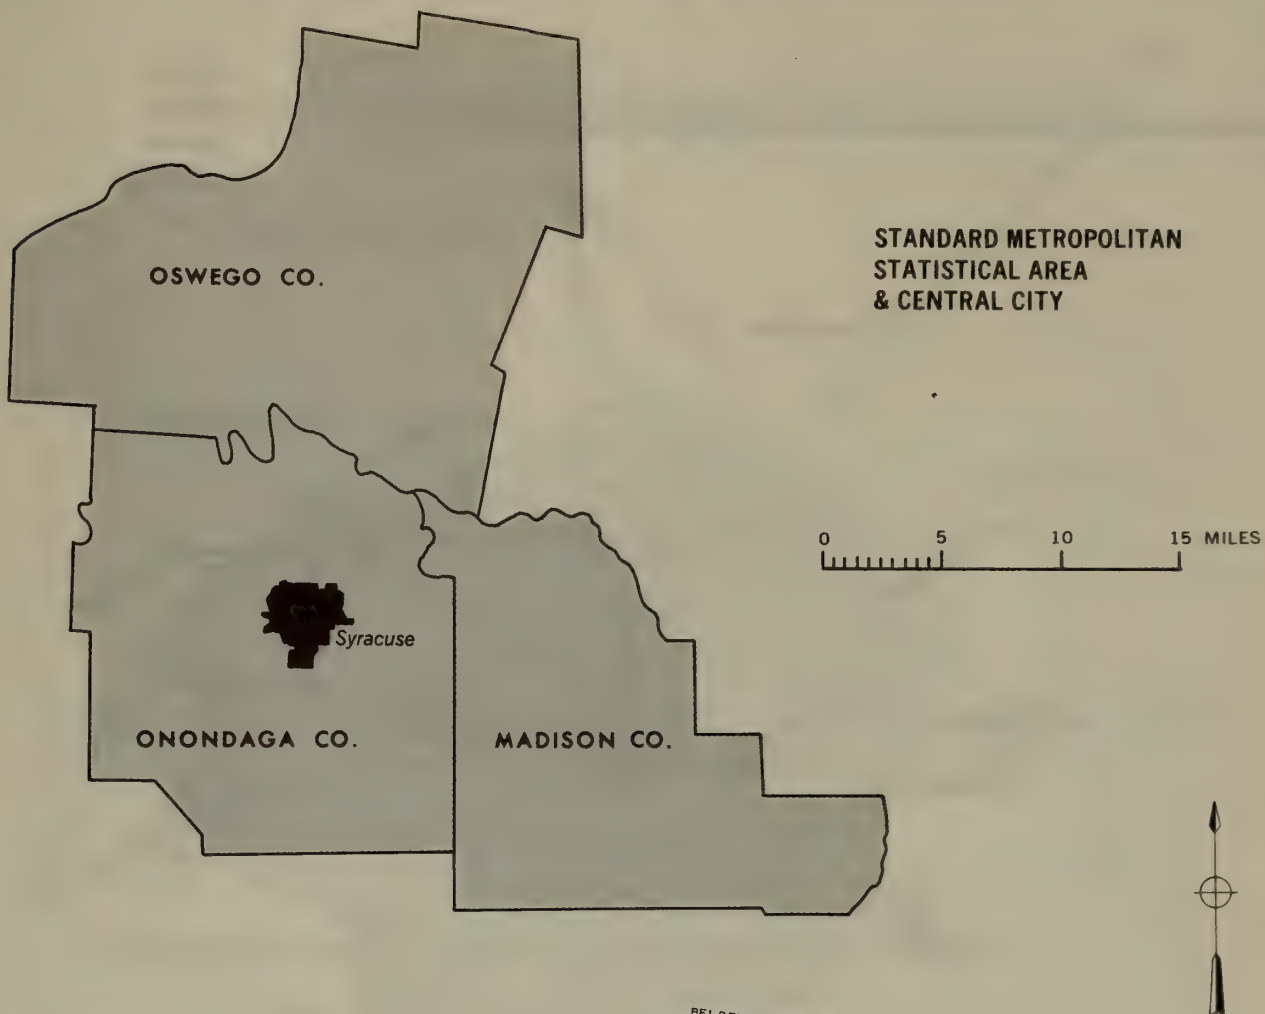 OSWEGO CO.
STANDARD METROPOLITAN
STATISTICAL AREA
& CENTRAL CITY
0 5 10 15 MILES
Syracuse
ONONDAGA CO.
MADISON CO.